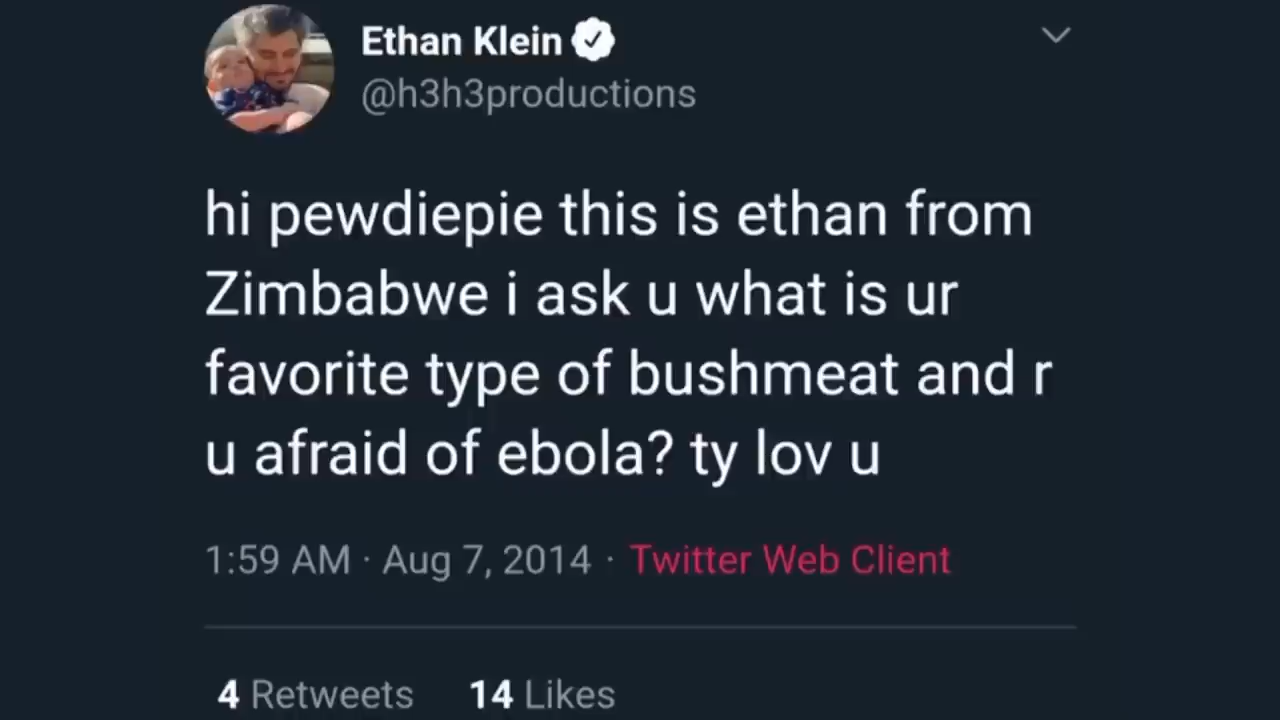 Ethan Klein
@h3h3productions
hi pewdiepie this is ethan from
Zimbabwe i ask u what is ur
favorite type of bushmeat and r
u afraid of ebola? ty lov u
1:59 AM · Aug 7, 2014 · Twitter Web Client
4 Retweets 14 Likes